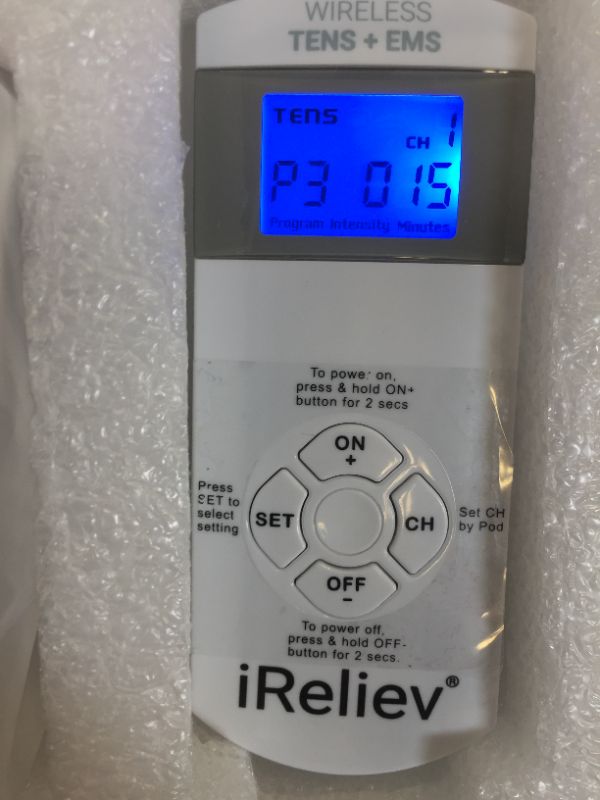 WIRELESS
TENS + EMS
TENS
CH 1
P3 0 15
Program Intensity Minutes
To power on,
press & hold ON+
button for 2 secs
ON
+
Press
SET to
select
setting
SET
CH
Set CH
by Pod
OFF
-
To power off,
press & hold OFF-
button for 2 secs.
iReliev®